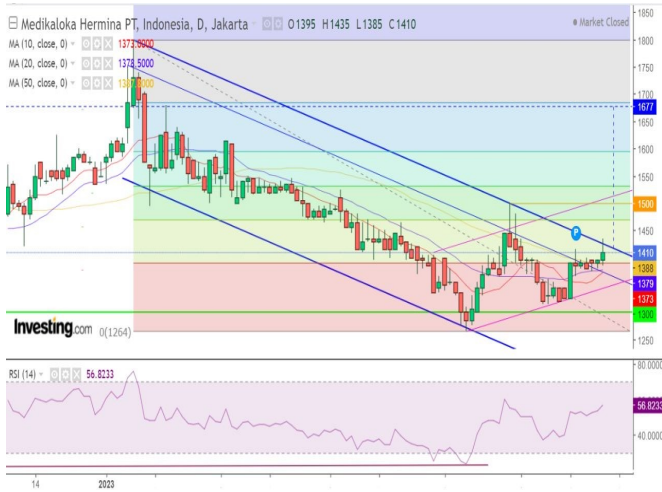 Medikaloka Hermina PT, Indonesia, D, Jakarta O1395 H1435 L1385 C1410
Market Closed
MA (10, close, 0) 1373.0000
MA (20, close, 0) 1378.5000
MA (50, close, 0)
1850
1800
1750
1700
1677
1650
1600
1550
1500
1450
1410
1388
1379
1373
1300
1250
P
Investing.com 0(1264)
RSI (14) 56.8233
80.0000
56.8233
40.0000
14 2023